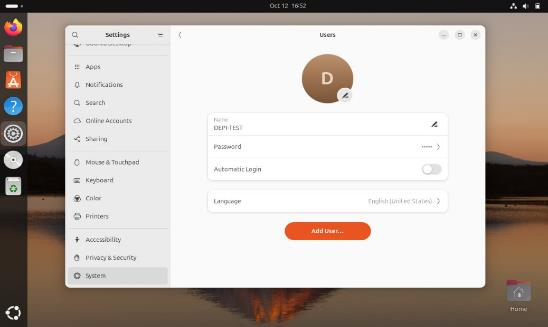 Oct 12 16:52
Settings
Users
Apps
Notifications
Search
Online Accounts
Sharing
Mouse & Touchpad
Keyboard
Color
Printers
Accessibility
Privacy & Security
System
D
Name
DEPI-TEST
Password
Automatic Login
Language
English (United States)
Add User...
Home